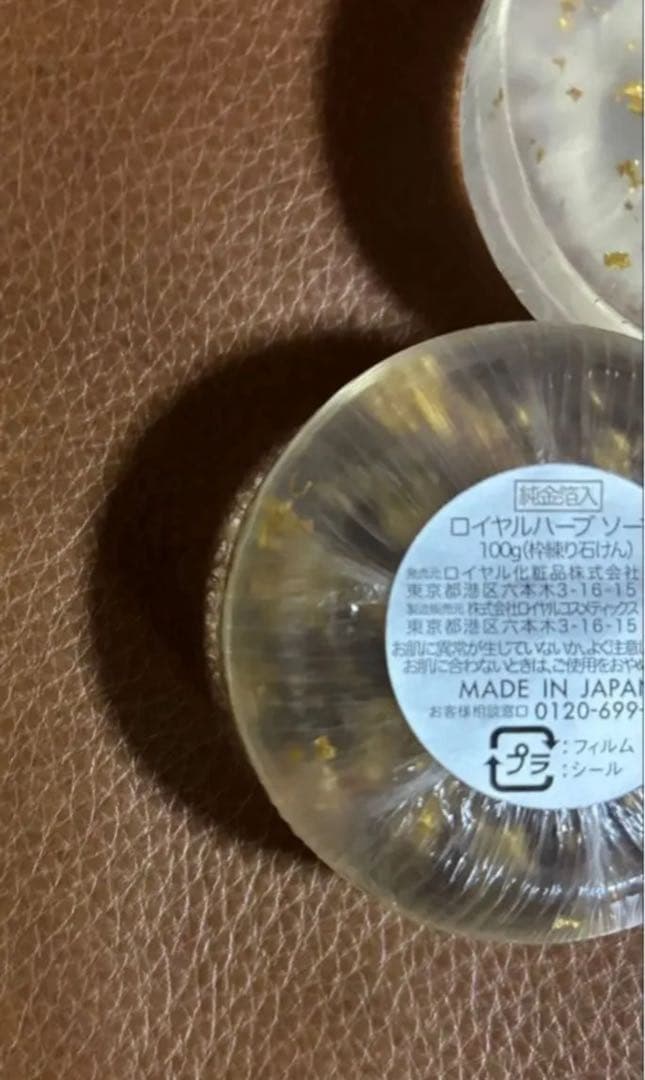 純金箔入
ロイヤルハーブ ソー
100g(枠練り石けん)
発売元 ロイヤル化粧品株式会社
東京都港区六本木3-16-15
製造販売元 株式会社ロイヤルコスメティックス
東京都港区六本木3-16-15
お肌に異常が生じていないか、よく注意
お肌に合わないときは、ご使用をおや
MADE IN JAPAN
お客様相談窓口 0120-699-
プラ :フィルム
:シール